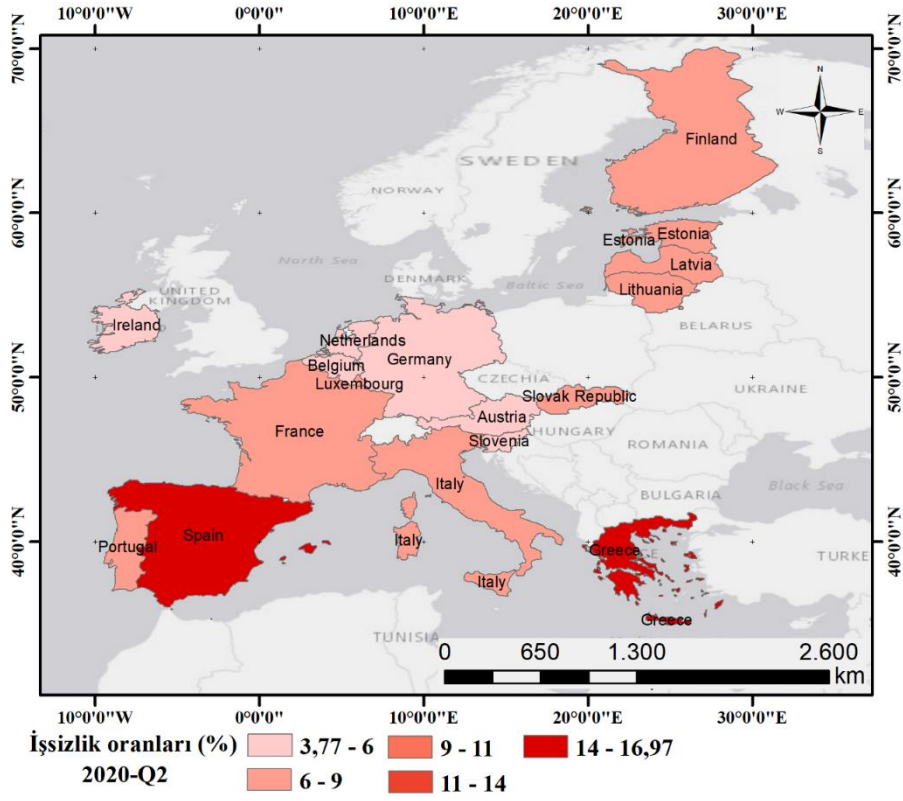 10°0'0"W 0°0'0" 10°0'0"E 20°0'0"E 30°0'0"E
70°0'0"N
70°0'0"N
N
W E
S
Finland
SWEDEN
NORWAY
60°0'0"N
60°0'0"N
Estonia
Estonia
North Sea
Latvia
DENMARK
Baltic Sea
Lithuania
UNITED
KINGDOM
Ireland
BELARUS
Netherlands
Germany
Belgium
50°0'0"N
50°0'0"N
Luxembourg
CZECHIA
UKRAINE
Slovak Republic
Austria
France
HUNGARY
Slovenia
ROMANIA
Italy
Black Sea
BULGARIA
40°0'0"N
40°0'0"N
Portugal
Spain
Italy
Greece
TURKE
Italy
Greece
TUNISIA
0 650 1.300 2.600
km
10°0'0"W 0°0'0" 10°0'0"E 20°0'0"E 30°0'0"E
İşsizlik oranları (%) 3,77 - 6 9 - 11 14 - 16,97
2020-Q2 6 - 9 11 - 14